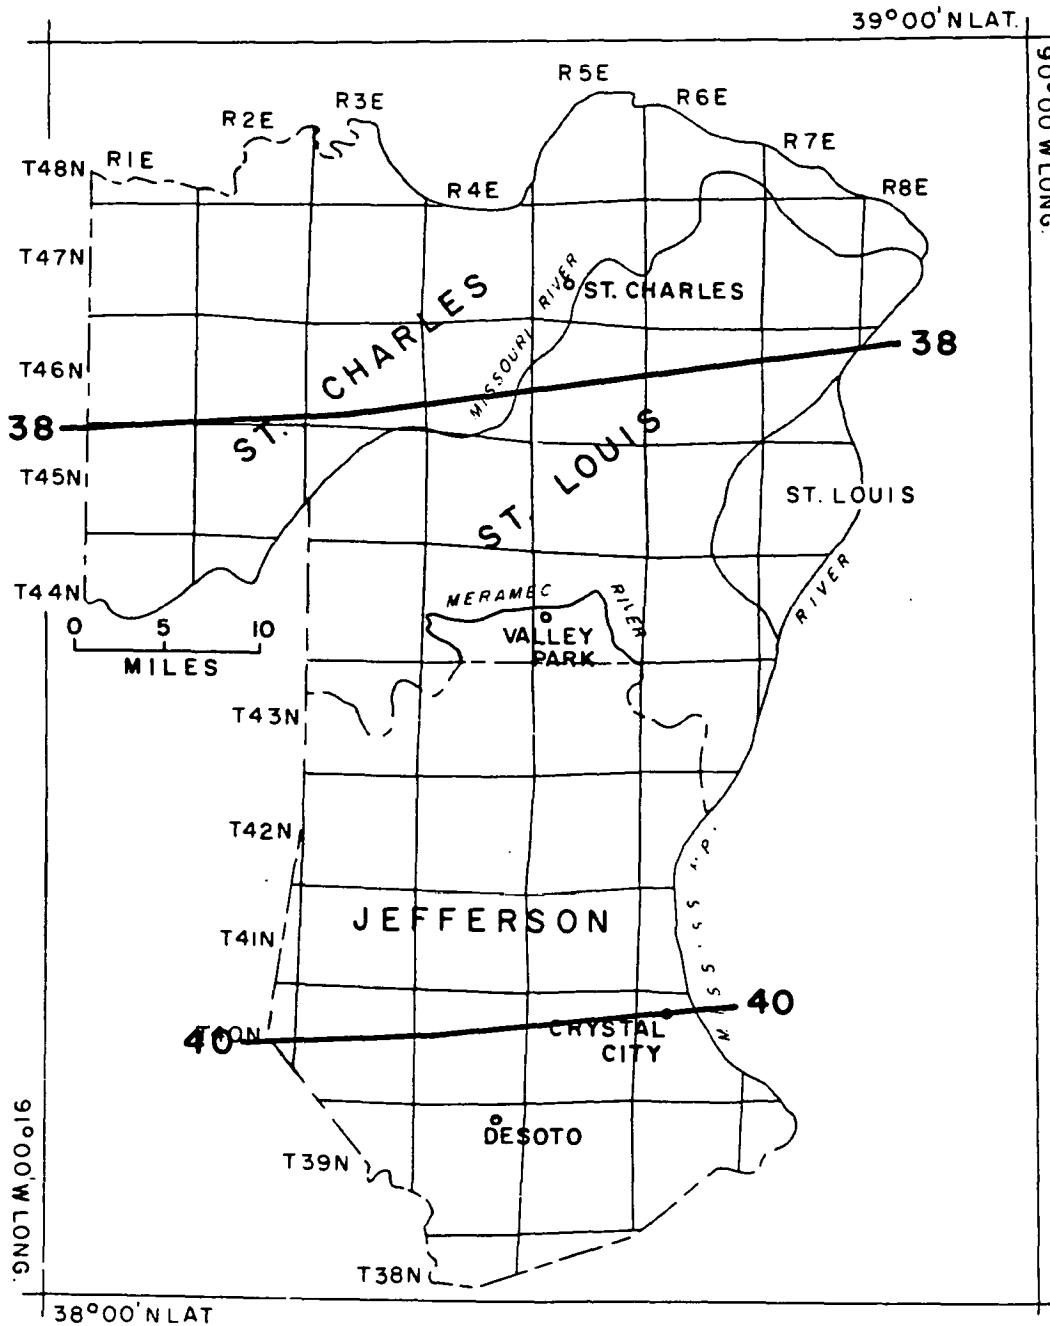 39°00'N LAT.
90°00'W LONG.
R5E
R6E
R3E
R2E
R7E
R1E
T48N
R4E
R8E
T47N
ST. CHARLES
MISSOURI RIVER
ST. CHARLES
T46N
38
38
ST. LOUIS
T45N
ST. LOUIS
T44N
MERAMEC RIVER
RIVER
0 5 10
MILES
VALLEY
PARK
T43N
T42N
JEFFERSON
T41N
40
T40N
40
CRYSTAL
CITY
DESOTO
T39N
91°00'W LONG.
T38N
38°00'N LAT